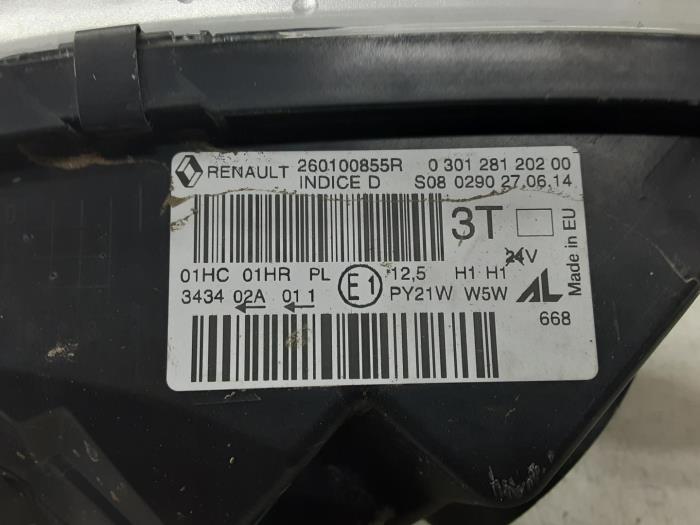 RENAULT 260100855R 0 301 281 202 00
INDICE D S08 0290 27.06.14
3T
01HC 01HR PL E1 12,5 H1 H1 24V
3434 02A 01 1 PY21W W5W AL
668
Made in EU